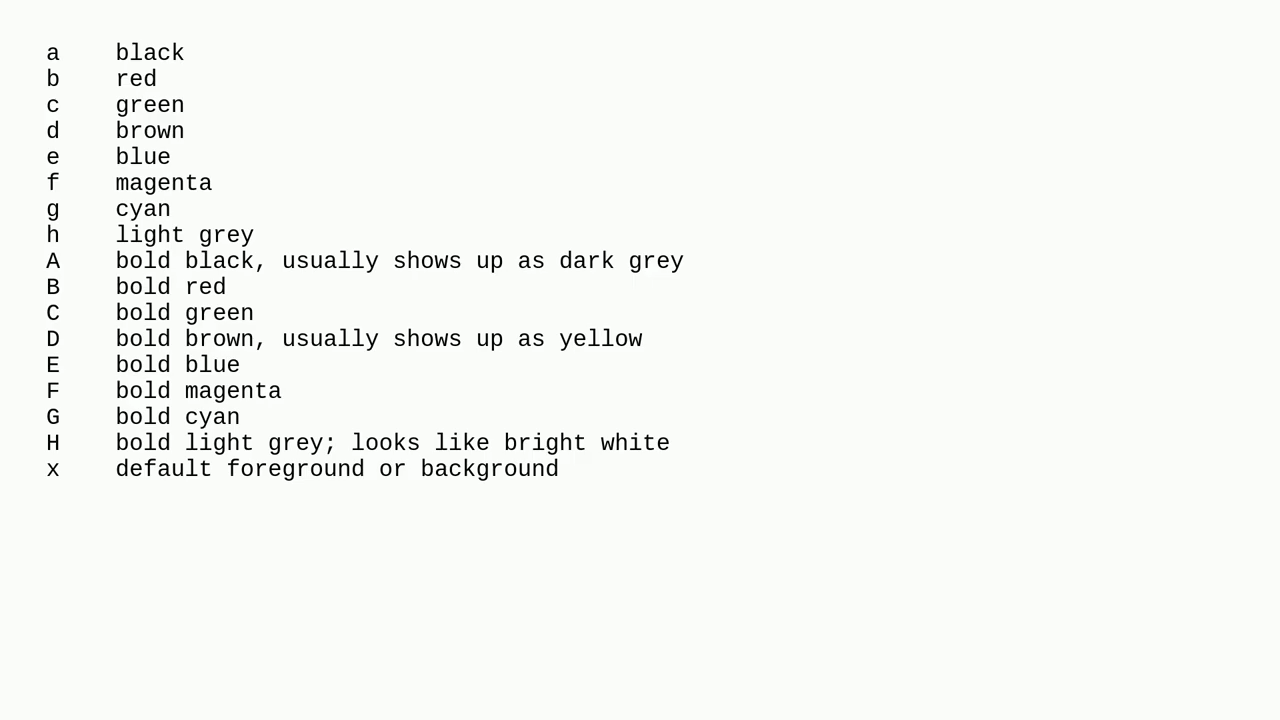 a    black
b    red
c    green
d    brown
e    blue
f    magenta
g    cyan
h    light grey
A    bold black, usually shows up as dark grey
B    bold red
C    bold green
D    bold brown, usually shows up as yellow
E    bold blue
F    bold magenta
G    bold cyan
H    bold light grey; looks like bright white
x    default foreground or background